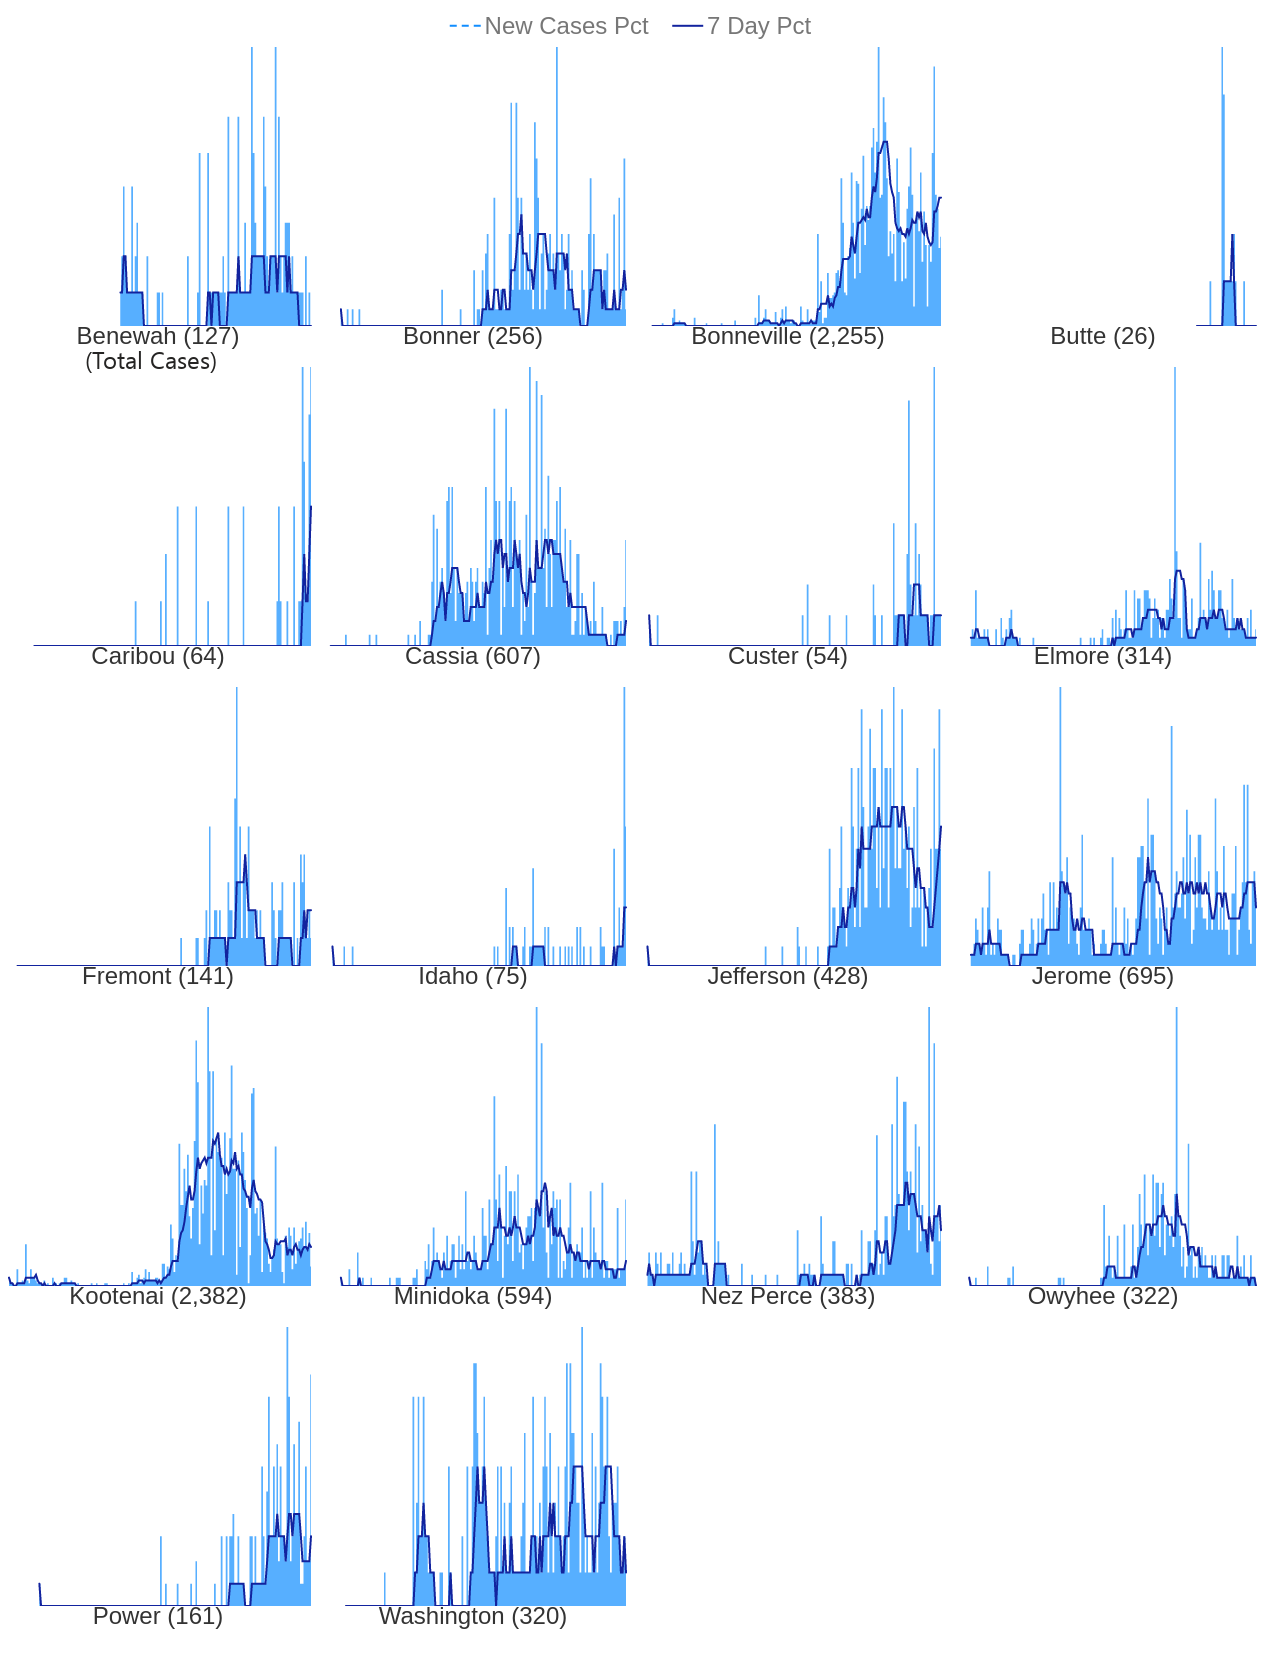 New Cases Pct 7 Day Pct
Benewah (127) Bonner (256) Bonneville (2,255) Butte (26)
(Total Cases)
Caribou (64) Cassia (607) Custer (54) Elmore (314)
Fremont (141) Idaho (75) Jefferson (428) Jerome (695)
Kootenai (2,382) Minidoka (594) Nez Perce (383) Owyhee (322)
Power (161) Washington (320)